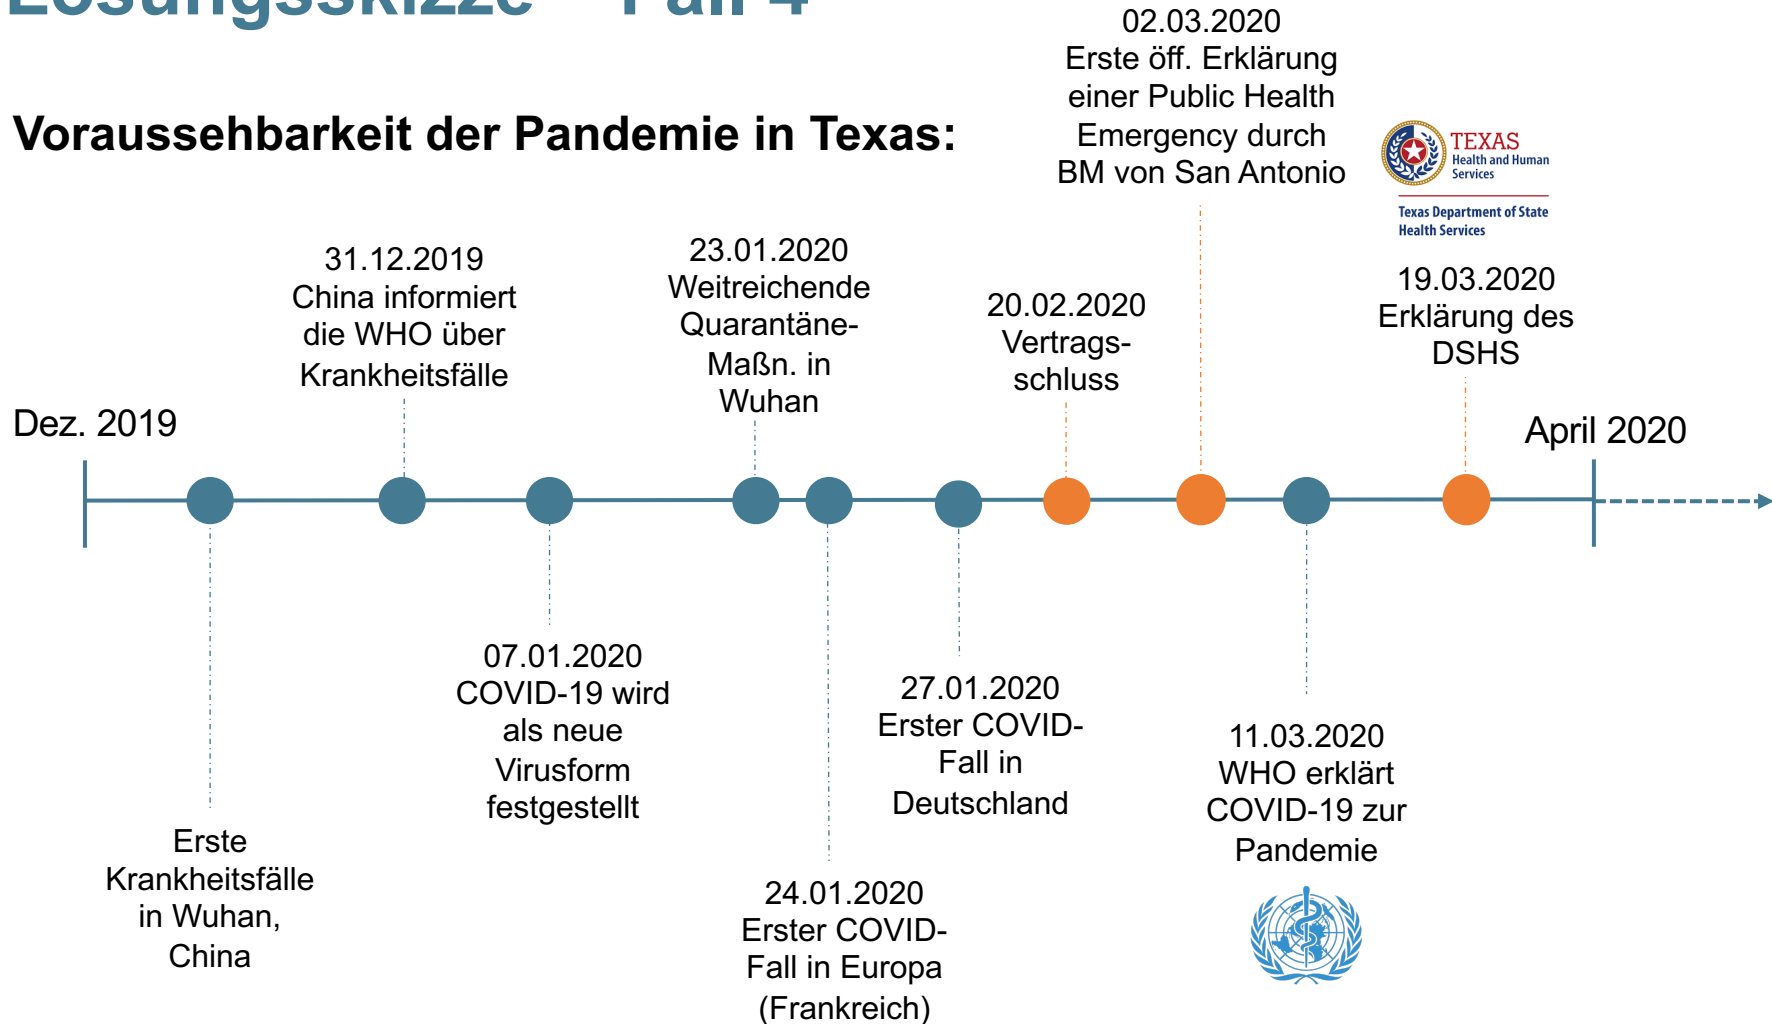 Lösungsskizze – Fall 4
Voraussehbarkeit der Pandemie in Texas:
02.03.2020
Erste öff. Erklärung
einer Public Health
Emergency durch
BM von San Antonio
TEXAS
Health and Human
Services
Texas Department of State
Health Services
31.12.2019
China informiert
die WHO über
Krankheitsfälle
23.01.2020
Weitreichende
Quarantäne-
Maßn. in
Wuhan
20.02.2020
Vertrags-
schluss
19.03.2020
Erklärung des
DSHS
Dez. 2019
April 2020
Erste
Krankheitsfälle
in Wuhan,
China
07.01.2020
COVID-19 wird
als neue
Virusform
festgestellt
24.01.2020
Erster COVID-
Fall in Europa
(Frankreich)
27.01.2020
Erster COVID-
Fall in
Deutschland
11.03.2020
WHO erklärt
COVID-19 zur
Pandemie